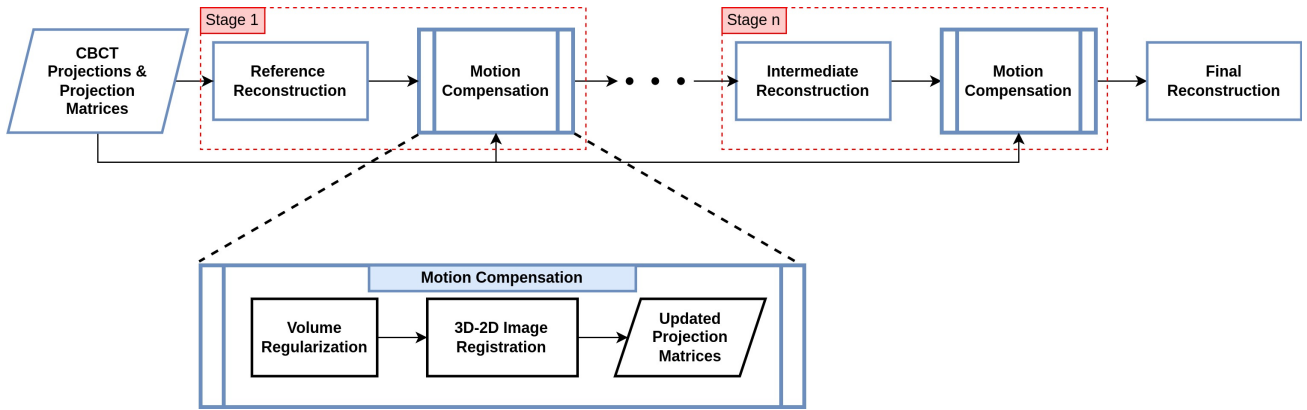 Stage 1
Stage n
CBCT
Projections &
Projection
Matrices
Reference
Reconstruction
Motion
Compensation
Intermediate
Reconstruction
Motion
Compensation
Final
Reconstruction
Motion Compensation
Volume
Regularization
3D-2D Image
Registration
Updated
Projection
Matrices